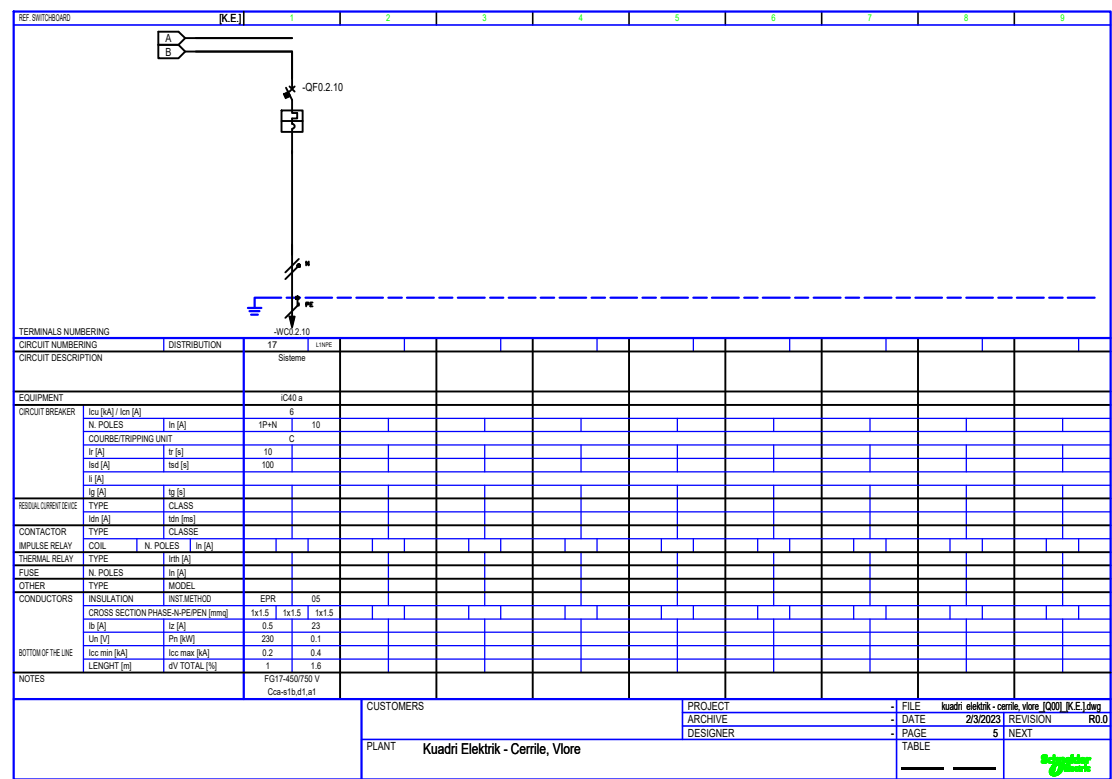 REF. SWITCHBOARD [K.E.] 1 2 3 4 5 6 7 8 9
A
B
-QF0.2.10
N
PE
TERMINALS NUMBERING -WC0.2.10
CIRCUIT NUMBERING DISTRIBUTION 17 L1NPE
CIRCUIT DESCRIPTION Sisteme
EQUIPMENT iC40 a
CIRCUIT BREAKER Icu [kA] / Icn [A] 6
N. POLES In [A] 1P+N 10
COURBE/TRIPPING UNIT C
Ir [A] tr [s] 10
Isd [A] tsd [s] 100
Ii [A]
Ig [A] tg [s]
RESIDUAL CURRENT DEVICE TYPE CLASS
Idn [A] tdn [ms]
CONTACTOR TYPE CLASSE
IMPULSE RELAY COIL N. POLES In [A]
THERMAL RELAY TYPE Irth [A]
FUSE N. POLES In [A]
OTHER TYPE MODEL
CONDUCTORS INSULATION INST.METHOD EPR 05
CROSS SECTION PHASE-N-PE/PEN [mmq] 1x1.5 1x1.5 1x1.5
Ib [A] Iz [A] 0.5 23
Un [V] Pn [kW] 230 0.1
BOTTOM OF THE LINE Icc min [kA] Icc max [kA] 0.2 0.4
LENGHT [m] dV TOTAL [%] 1 1.6
NOTES FG17-450/750 V
Cca-s1b,d1,a1
CUSTOMERS PROJECT - FILE kuadri elektrik - cerrile, vlore_[Q00]_[K.E.].dwg
ARCHIVE - DATE 2/3/2023 REVISION R0.0
DESIGNER - PAGE 5 NEXT
PLANT Kuadri Elektrik - Cerrile, Vlore TABLE
Schneider
Electric